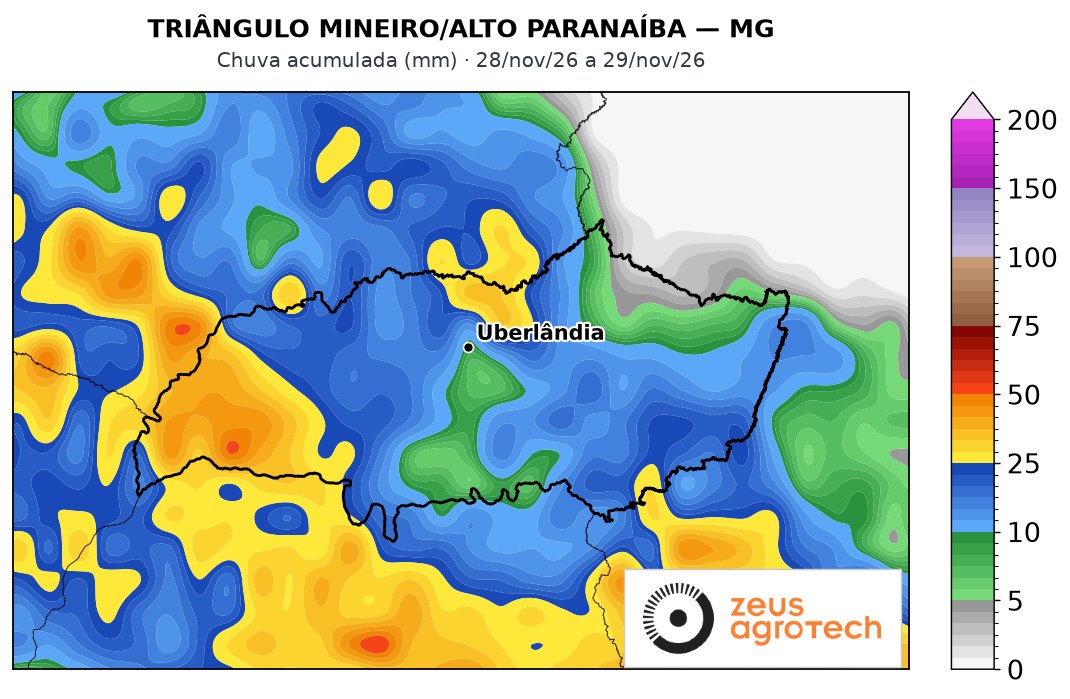 TRIÂNGULO MINEIRO/ALTO PARANAÍBA — MG
Chuva acumulada (mm) · 28/nov/26 a 29/nov/26
200
150
100
75
50
25
10
5
0
Uberlândia
zeus
agrotech